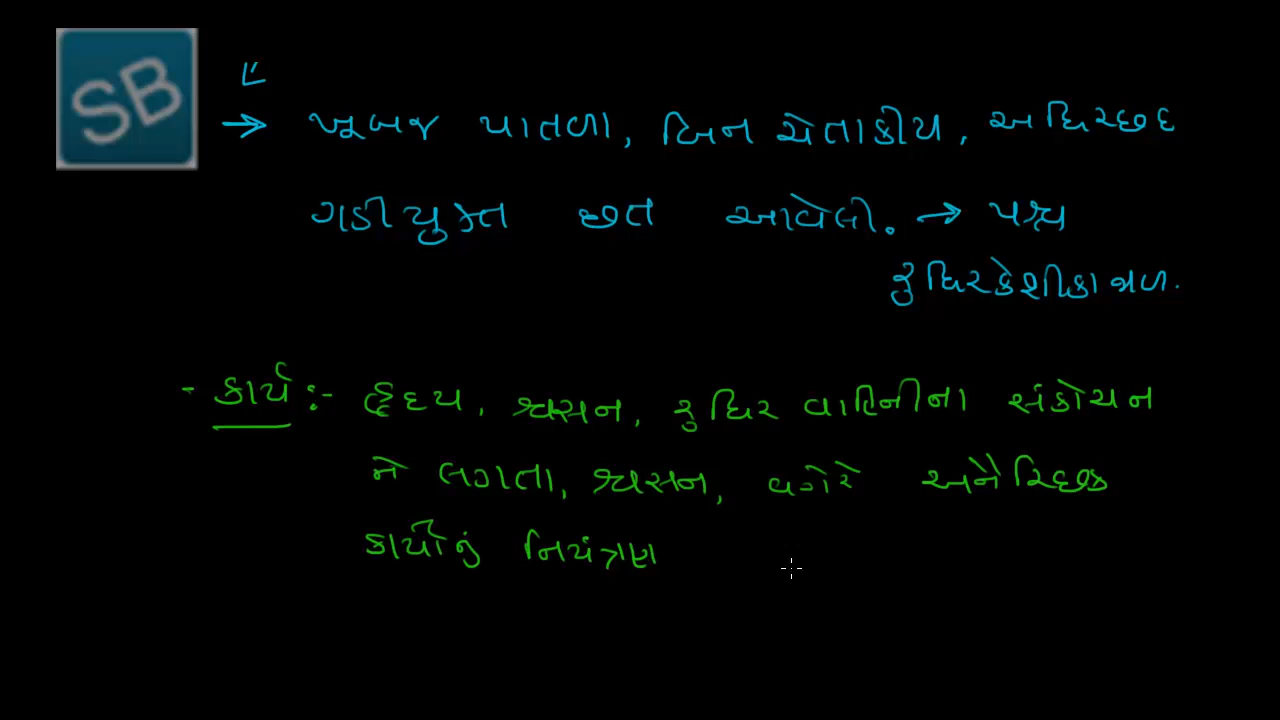 SB
→ ખૂબજ પાતળા, બિન ચેતાકીય, અધિચ્છદ
ગડીયુક્ત છત આવેલી. → પશ્ચ
રુધિરકેશીકાજાળ.
- કાર્ય :- હૃદય, શ્વસન, રુધિર વાહિનીના સંકોચન
ને લગતા, શ્વસન, વગેરે અનૈચ્છિક
કાર્યોનું નિયંત્રણ